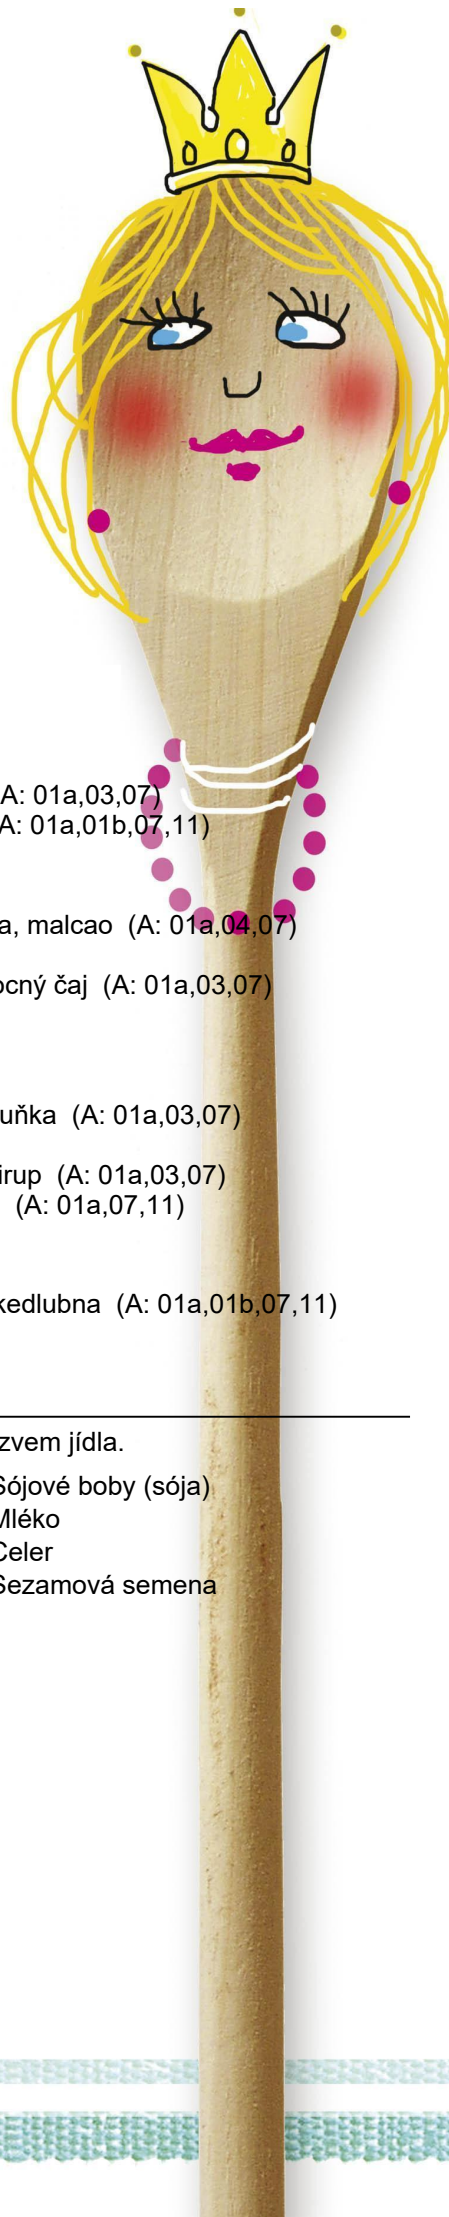 (A: 01a,03,07)
(A: 01a,01b,07,11)
a, malcao (A: 01a,04,07)
ocný čaj (A: 01a,03,07)
uňka (A: 01a,03,07)
irup (A: 01a,03,07)
(A: 01a,07,11)
kedlubna (A: 01a,01b,07,11)
zvem jídla.
Sójové boby (sója)
Mléko
Celer
Sezamová semena